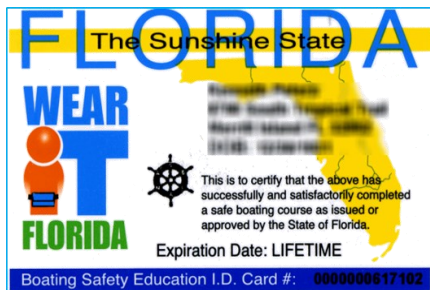 FLORIDA
The Sunshine State
WEAR
IT
FLORIDA
This is to certify that the above has
successfully and satisfactorily completed
a safe boating course as issued or
approved by the State of Florida.
Expiration Date: LIFETIME
Boating Safety Education I.D. Card #: 0000000617102